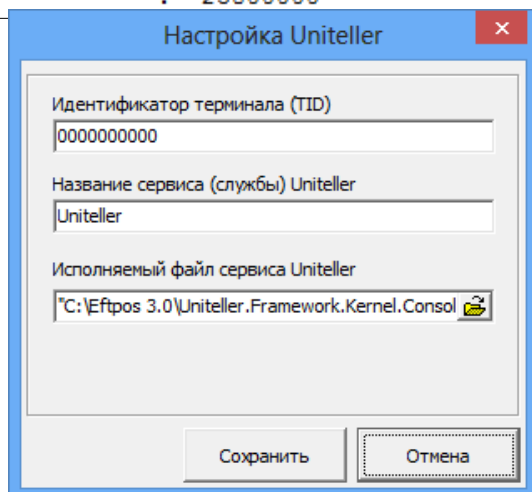 Настройка Uniteller
Идентификатор терминала (TID)
0000000000
Название сервиса (службы) Uniteller
Uniteller
Исполняемый файл сервиса Uniteller
"C:\Eftpos 3.0\Uniteller.Framework.Kernel.Consol
Сохранить
Отмена